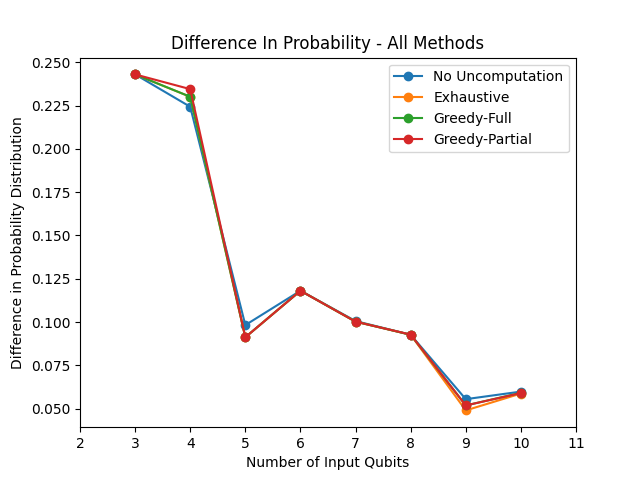 Difference In Probability - All Methods
Difference in Probability Distribution
0.250
0.225
0.200
0.175
0.150
0.125
0.100
0.075
0.050
No Uncomputation
Exhaustive
Greedy-Full
Greedy-Partial
2 3 4 5 6 7 8 9 10 11
Number of Input Qubits